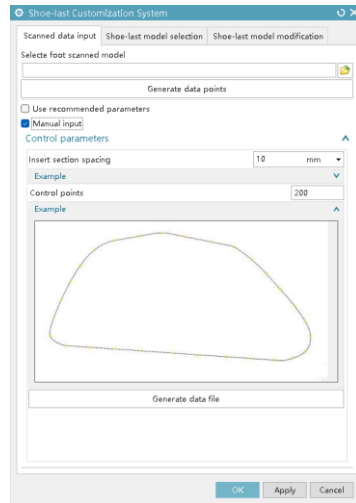 Shoe-last Customization System
Scanned data input Shoe-last model selection Shoe-last model modification
Selecte foot scanned model
Generate data points
Use recommended parameters
Manual input
Control parameters
Insert section spacing 10 mm
Example
Control points 200
Example
Generate data file
OK Apply Cancel